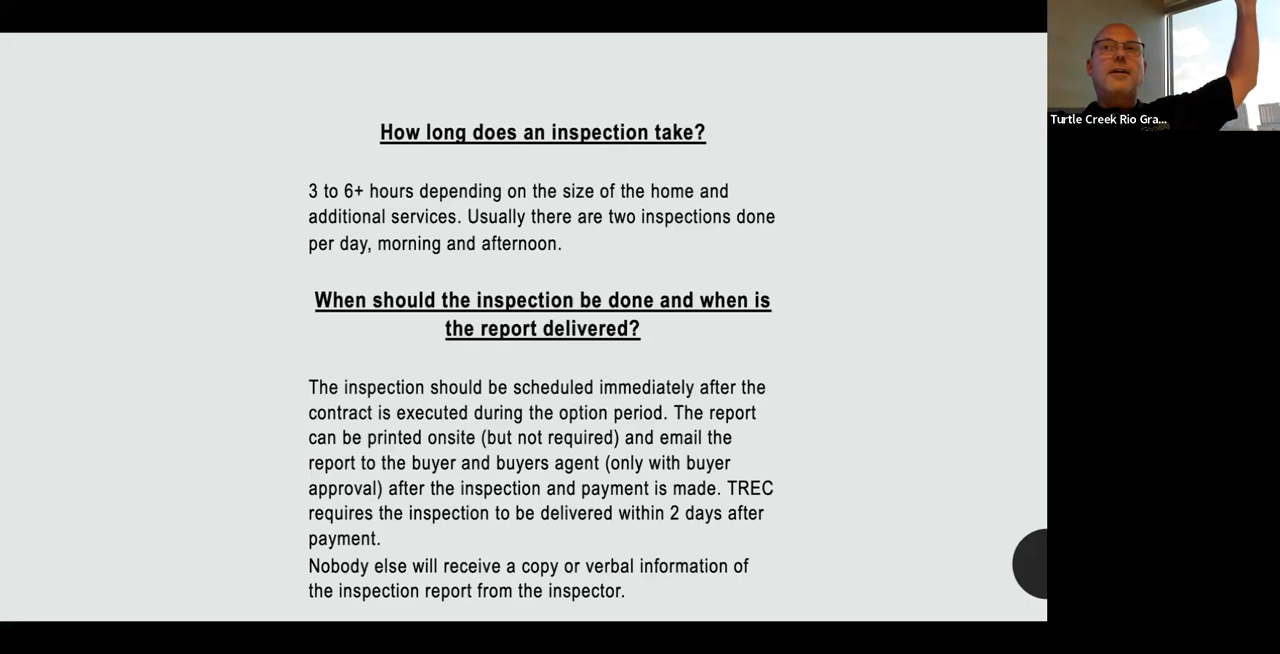 How long does an inspection take?
3 to 6+ hours depending on the size of the home and
additional services. Usually there are two inspections done
per day, morning and afternoon.
When should the inspection be done and when is
the report delivered?
The inspection should be scheduled immediately after the
contract is executed during the option period. The report
can be printed onsite (but not required) and email the
report to the buyer and buyers agent (only with buyer
approval) after the inspection and payment is made. TREC
requires the inspection to be delivered within 2 days after
payment.
Nobody else will receive a copy or verbal information of
the inspection report from the inspector.
Turtle Creek Rio Gra...